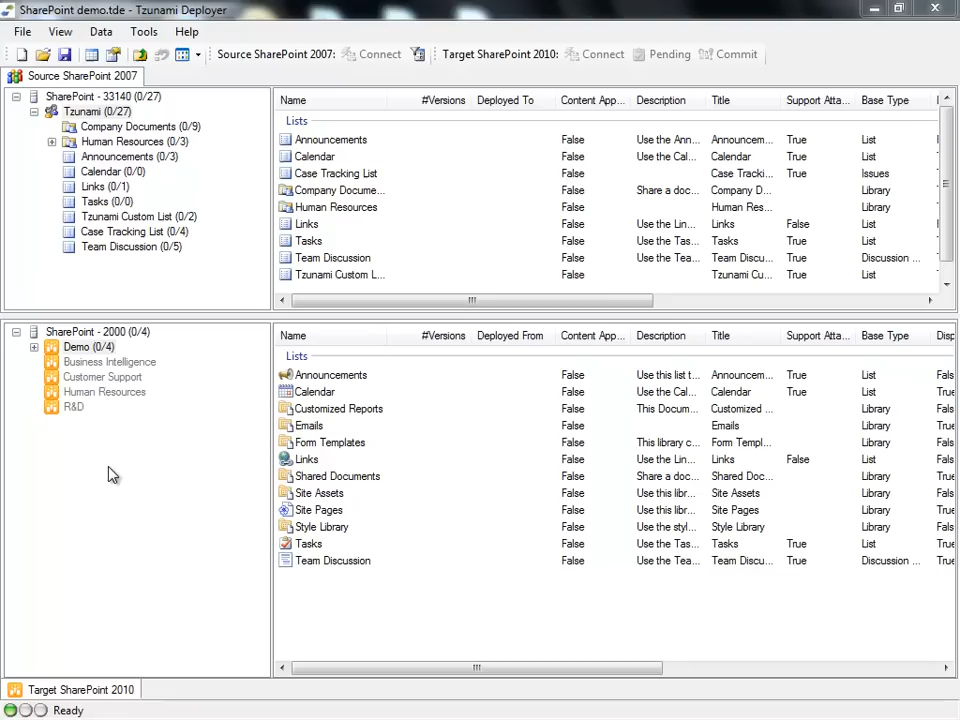 SharePoint demo.tde - Tzunami Deployer
File View Data Tools Help
Source SharePoint 2007: Connect Target SharePoint 2010: Connect Pending Commit
Source SharePoint 2007
SharePoint - 33140 (0/27)
Tzunami (0/27)
Company Documents (0/9)
Human Resources (0/3)
Announcements (0/3)
Calendar (0/0)
Links (0/1)
Tasks (0/0)
Tzunami Custom List (0/2)
Case Tracking List (0/4)
Team Discussion (0/5)
Name #Versions Deployed To Content App... Description Title Support Atta... Base Type
Lists
Announcements False Use the Ann... Announcem... True List
Calendar False Use the Cal... Calendar True List
Case Tracking List False Case Tracki... True Issues
Company Docume... False Share a doc... Company D... Library
Human Resources False Human Res... Library
Links False Use the Lin... Links False List
Tasks False Use the Tas... Tasks True List
Team Discussion False Use the Tea... Team Discu... True Discussion ...
Tzunami Custom L... False Tzunami Cu... True List
SharePoint - 2000 (0/4)
Demo (0/4)
Business Intelligence
Customer Support
Human Resources
R&D
Name #Versions Deployed From Content App... Description Title Support Atta... Base Type Disp
Lists
Announcements False Use this list t... Announcem... True List Fals
Calendar False Use the Cal... Calendar True List Fals
Customized Reports False This Docum... Customized ... Library Fals
Emails False Emails Library Fals
Form Templates False This library c... Form Templ... Library Fals
Links False Use the Lin... Links False List Fals
Shared Documents False Share a doc... Shared Doc... Library Fals
Site Assets False Use this libr... Site Assets Library Fals
Site Pages False Use this libr... Site Pages Library Fals
Style Library False Use the styl... Style Library Library Fals
Tasks False Use the Tas... Tasks True List Fals
Team Discussion False Use the Tea... Team Discu... True Discussion ... Fals
Target SharePoint 2010
Ready